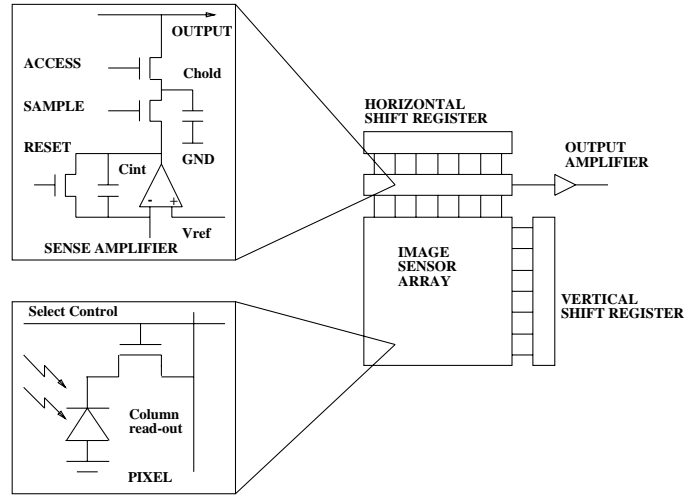 OUTPUT
ACCESS
Chold
SAMPLE
RESET
GND
Cint
- +
Vref
SENSE AMPLIFIER
HORIZONTAL
SHIFT REGISTER
OUTPUT
AMPLIFIER
IMAGE
SENSOR
ARRAY
VERTICAL
SHIFT REGISTER
Select Control
Column
read-out
PIXEL